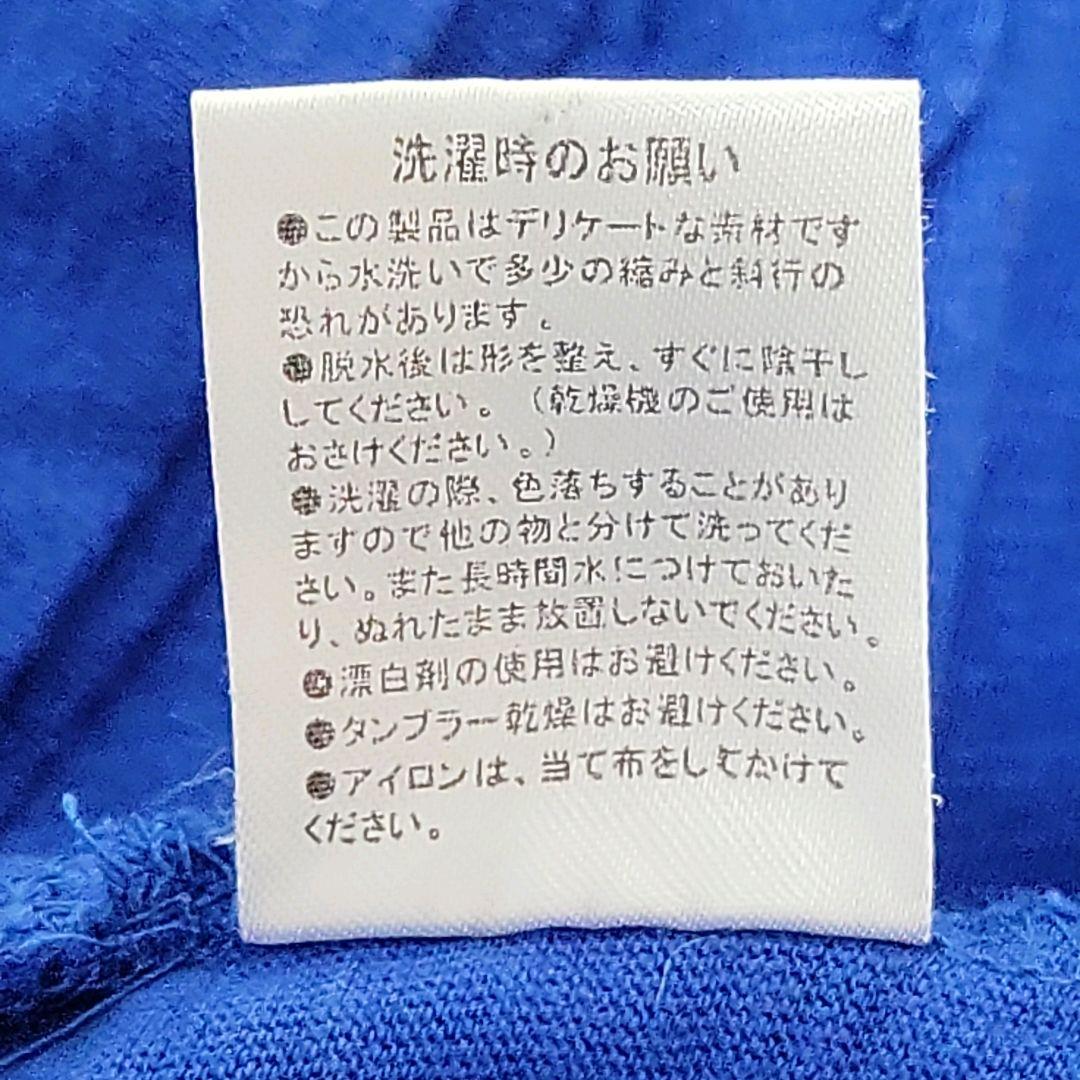 洗濯時のお願い
●この製品はデリケートな素材です
から水洗いで多少の縮みと斜行の
恐れがあります。
●脱水後は形を整え、すぐに陰干し
してください。(乾燥機のご使用は
おさけください。)
●洗濯の際、色落ちすることがあり
ますので他の物と分けて洗ってくだ
さい。また長時間水につけておいた
り、ぬれたまま放置しないでください。
●漂白剤の使用はお避けください。
●タンブラー乾燥はお避けください。
●アイロンは、当て布をしてかけて
ください。